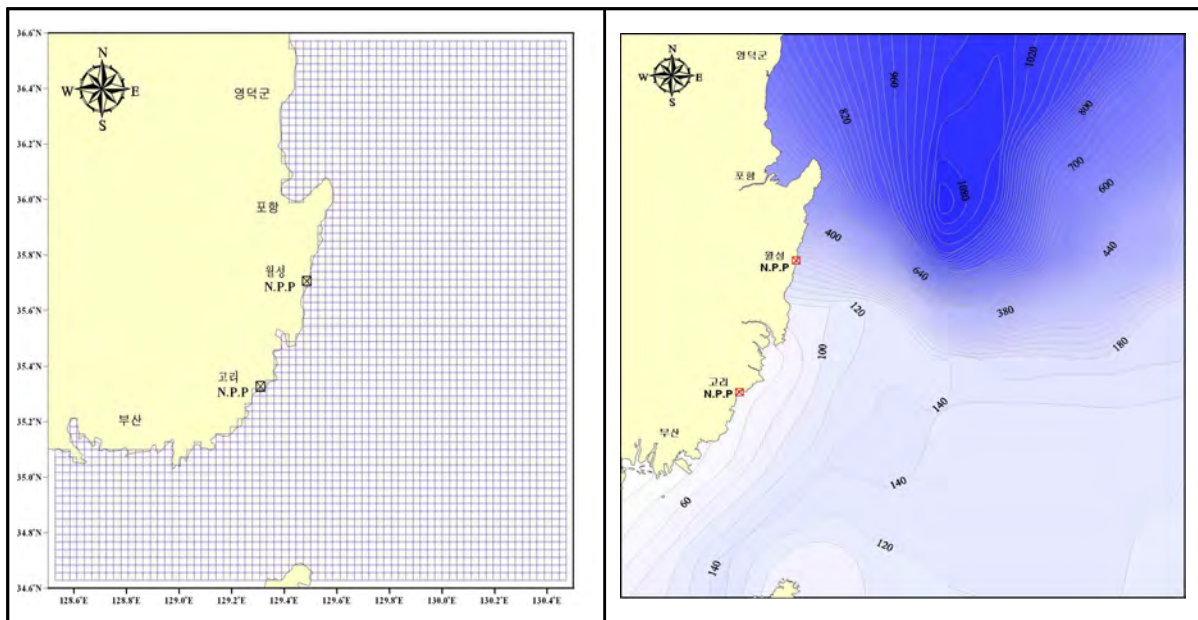 36.6°N
N
W E
S
36.4°N
영덕군
36.2°N
36.0°N
포항
35.8°N
월성
N.P.P
35.6°N
35.4°N
고리
N.P.P
부산
35.2°N
35.0°N
34.8°N
34.6°N
128.6°E 128.8°E 129.0°E 129.2°E 129.4°E 129.6°E 129.8°E 130.0°E 130.2°E 130.4°E
영덕군
N
W E
S
960
1020
820
800
포항
700
600
1080
400
440
월성
N.P.P
640
380
120
180
100
고리
N.P.P
140
부산
140
60
120
140